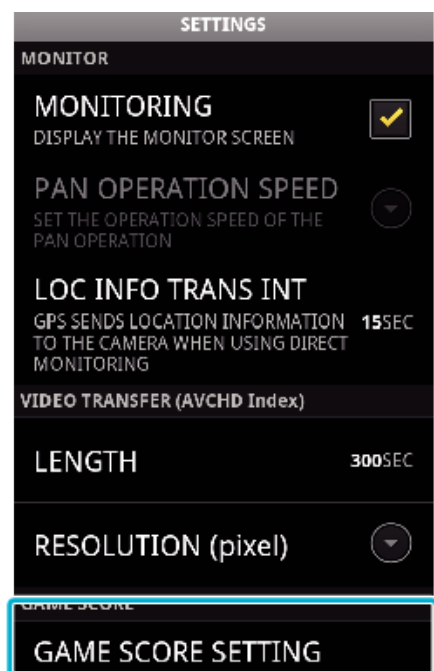 SETTINGS
MONITOR
MONITORING
DISPLAY THE MONITOR SCREEN
PAN OPERATION SPEED
SET THE OPERATION SPEED OF THE
PAN OPERATION
LOC INFO TRANS INT
GPS SENDS LOCATION INFORMATION 15SEC
TO THE CAMERA WHEN USING DIRECT
MONITORING
VIDEO TRANSFER (AVCHD Index)
LENGTH 300SEC
RESOLUTION (pixel)
GAME SCORE
GAME SCORE SETTING